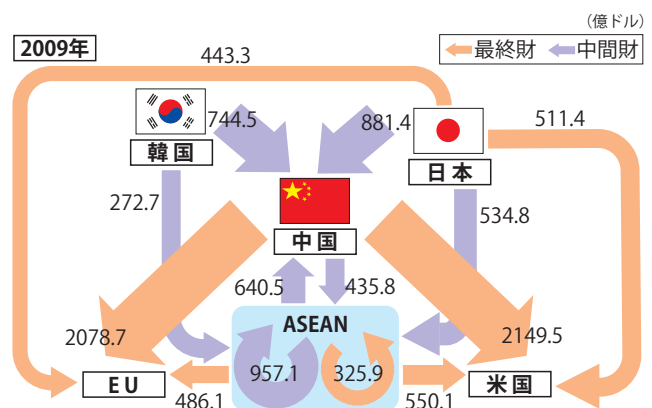 (億ドル)
2009年
最終財 中間財
443.3
744.5
881.4
511.4
韓国
日本
272.7
534.8
中国
640.5
435.8
ASEAN
2078.7
2149.5
957.1
325.9
EU
米国
486.1
550.1